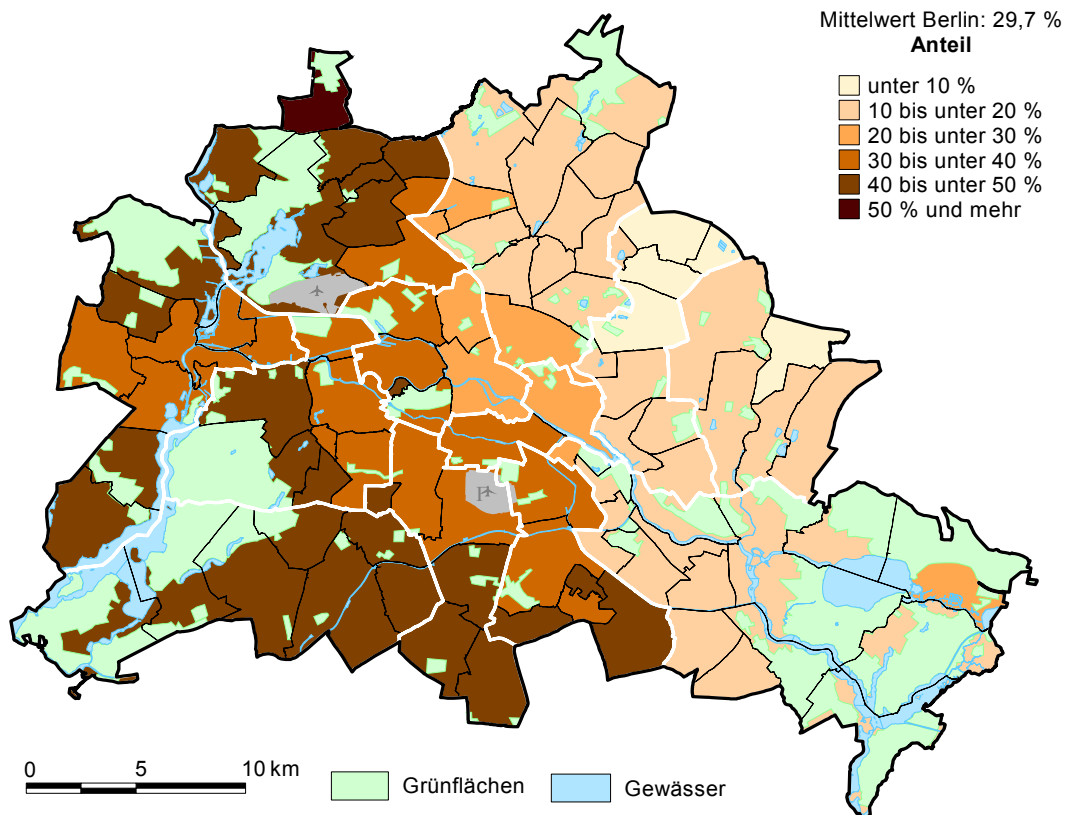 Mittelwert Berlin: 29,7 %
Anteil
unter 10 %
10 bis unter 20 %
20 bis unter 30 %
30 bis unter 40 %
40 bis unter 50 %
50 % und mehr
0 5 10 km
Grünflächen
Gewässer